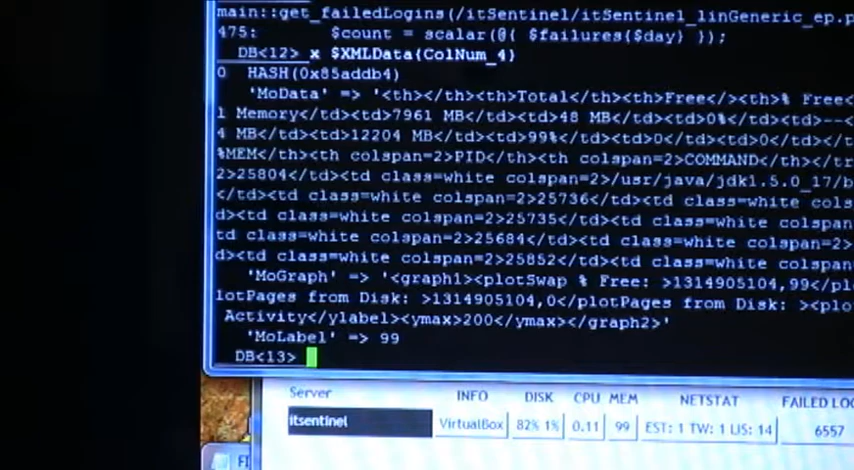 main::get_failedLogins(/itSentinel/itSentinel_linGeneric_ep.p
475: $count = scalar(@{ $failures{$day} });
DB<12> x $XMLData{ColNum_4}
0 HASH(0x85addb4)
'MoData' => '<th></th><th>Total</th><th>Free</><th>% Free<
l Memory</td><td>7961 MB</td><td>48 MB</td><td>0%</td><td>--<
4 MB</td><td>12204 MB</td><td>99%</td><td>0</td><td>0</td><td>
%MEM</th><th colspan=2>PID</th><th colspan=2>COMMAND</th></tr
2>25804</td><td class=white colspan=2>/usr/java/jdk1.5.0_17/b
</td><td class=white colspan=2>25736</td><td class=white cols
d><td class=white colspan=2>25735</td><td class=white colspan
td class=white colspan=2>25684</td><td class=white colspan=2>
d><td class=white colspan=2>25852</td><td class=white colspan
'MoGraph' => '<graph1><plotSwap % Free: >1314905104,99</pl
lotPages from Disk: >1314905104,0</plotPages from Disk: ><plo
Activity</ylabel><ymax>200</ymax></graph2>'
'MoLabel' => 99
DB<13>
Server INFO DISK CPU MEM NETSTAT FAILED LOG
itsentinel VirtualBox 82% 1% 0.11 99 EST: 1 TW: 1 LIS: 14 6557
FI